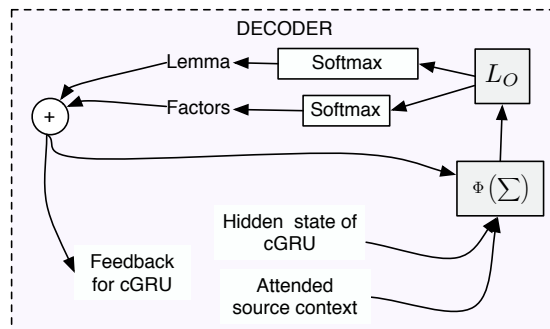 DECODER
Lemma
Softmax
L_O
Factors
Softmax
+
Φ(∑)
Hidden state of
cGRU
Feedback
for cGRU
Attended
source context